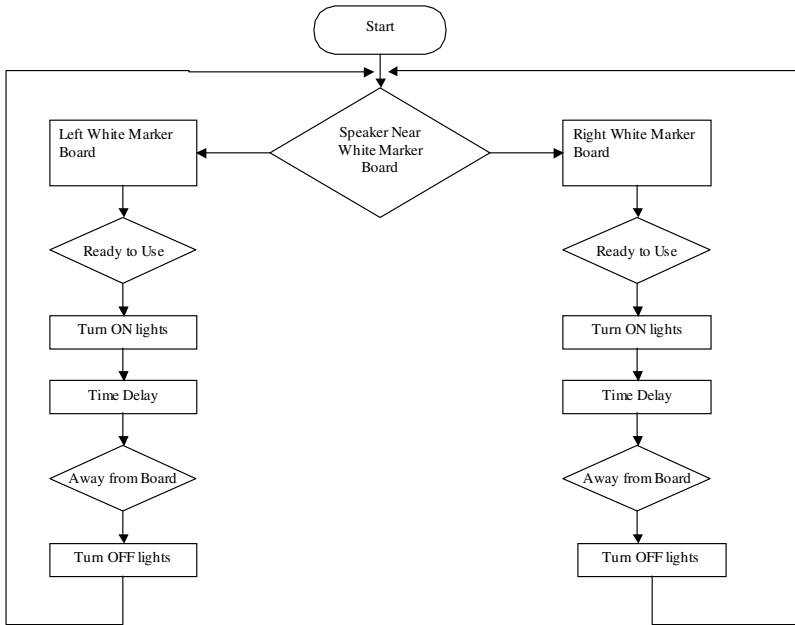 Start
Speaker Near
White Marker
Board
Left White Marker
Board
Ready to Use
Turn ON lights
Time Delay
Away from Board
Turn OFF lights
Right White Marker
Board
Ready to Use
Turn ON lights
Time Delay
Away from Board
Turn OFF lights